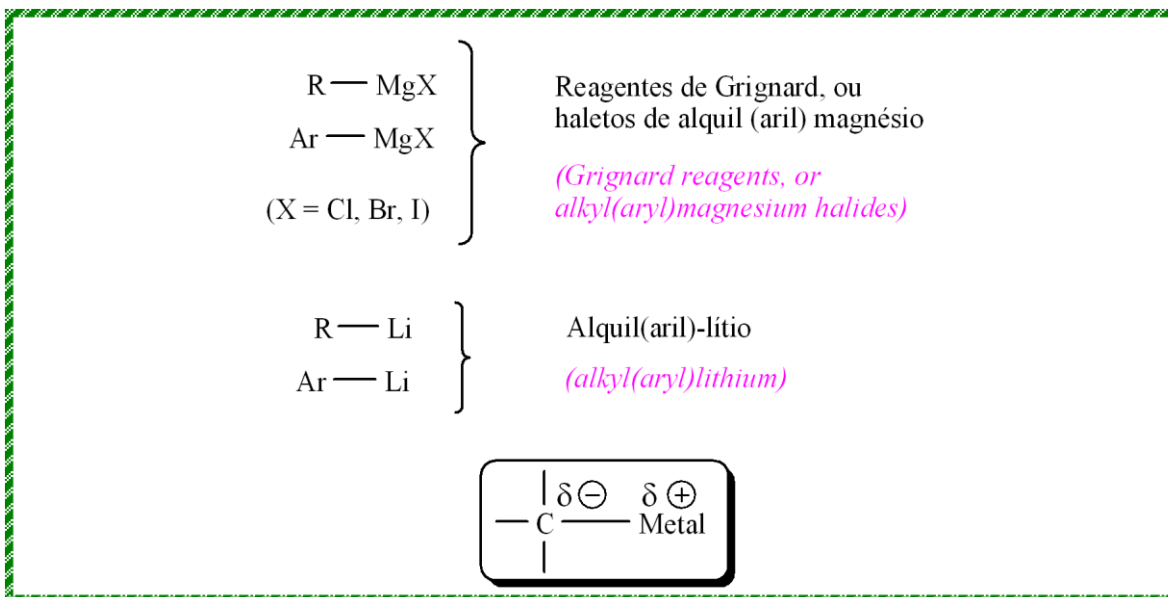 R — MgX
Ar — MgX
(X = Cl, Br, I)
Reagentes de Grignard, ou
haletos de alquil (aril) magnésio
(Grignard reagents, or
alkyl(aryl)magnesium halides)
R — Li
Ar — Li
Alquil(aril)-lítio
(alkyl(aryl)lithium)
δ⊖ δ⊕
— C — Metal